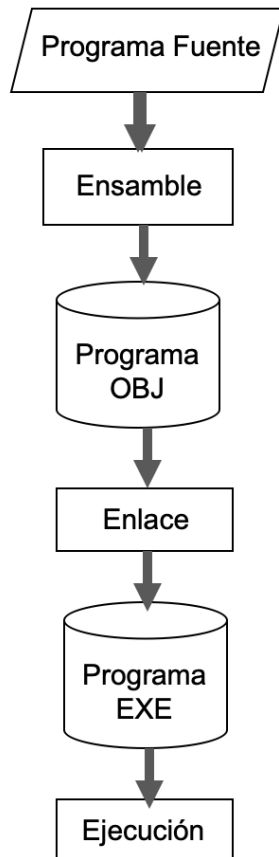 Programa Fuente
Ensamble
Programa
OBJ
Enlace
Programa
EXE
Ejecución